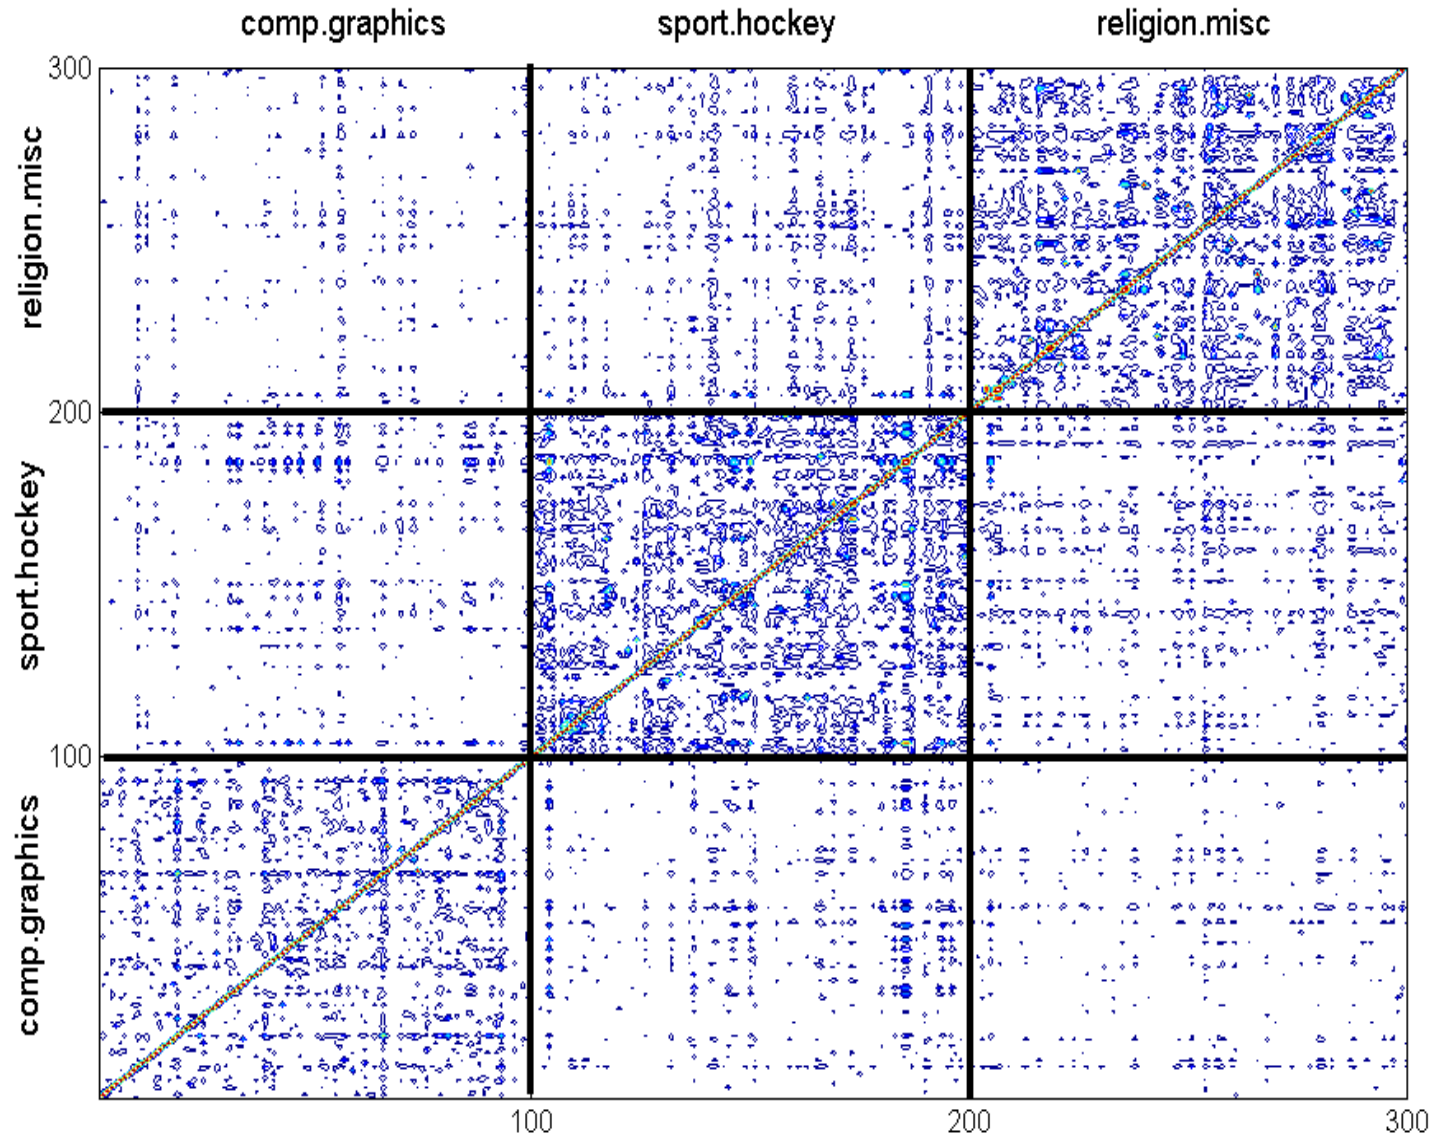 comp.graphics sport.hockey religion.misc
300
religion.misc
200
sport.hockey
100
comp.graphics
100 200 300